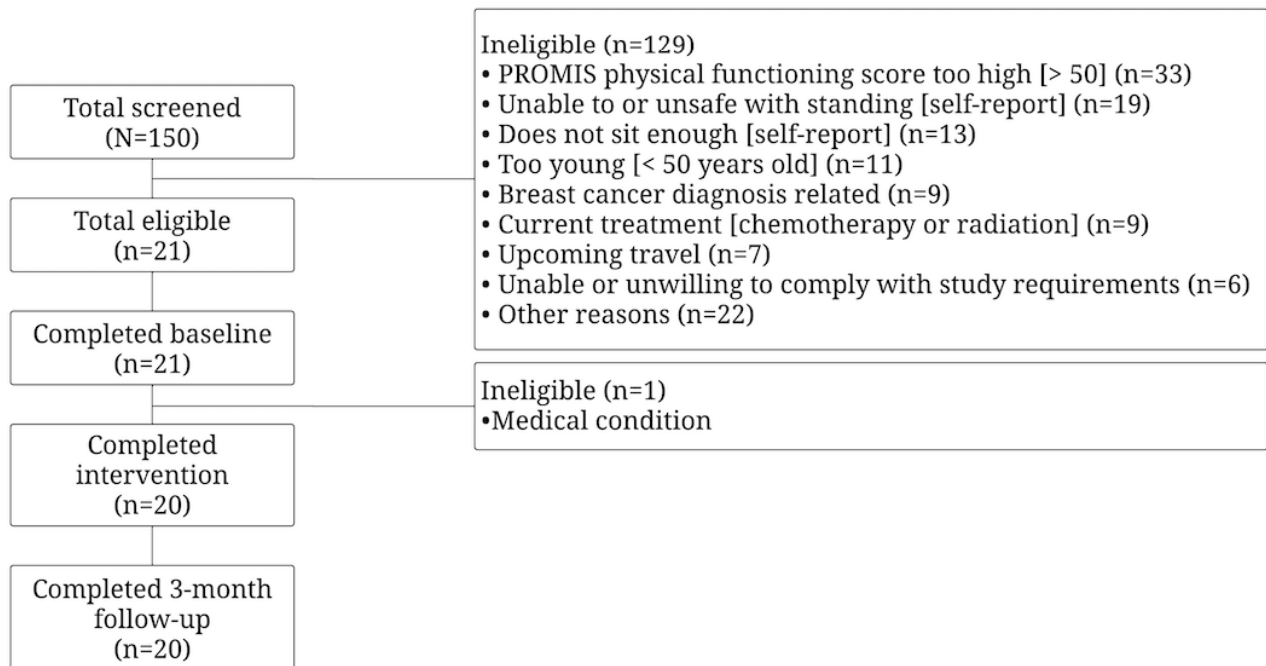 Total screened
(N=150)
Ineligible (n=129)
• PROMIS physical functioning score too high [> 50] (n=33)
• Unable to or unsafe with standing [self-report] (n=19)
• Does not sit enough [self-report] (n=13)
• Too young [< 50 years old] (n=11)
• Breast cancer diagnosis related (n=9)
• Current treatment [chemotherapy or radiation] (n=9)
• Upcoming travel (n=7)
• Unable or unwilling to comply with study requirements (n=6)
• Other reasons (n=22)
Total eligible
(n=21)
Completed baseline
(n=21)
Ineligible (n=1)
•Medical condition
Completed
intervention
(n=20)
Completed 3-month
follow-up
(n=20)